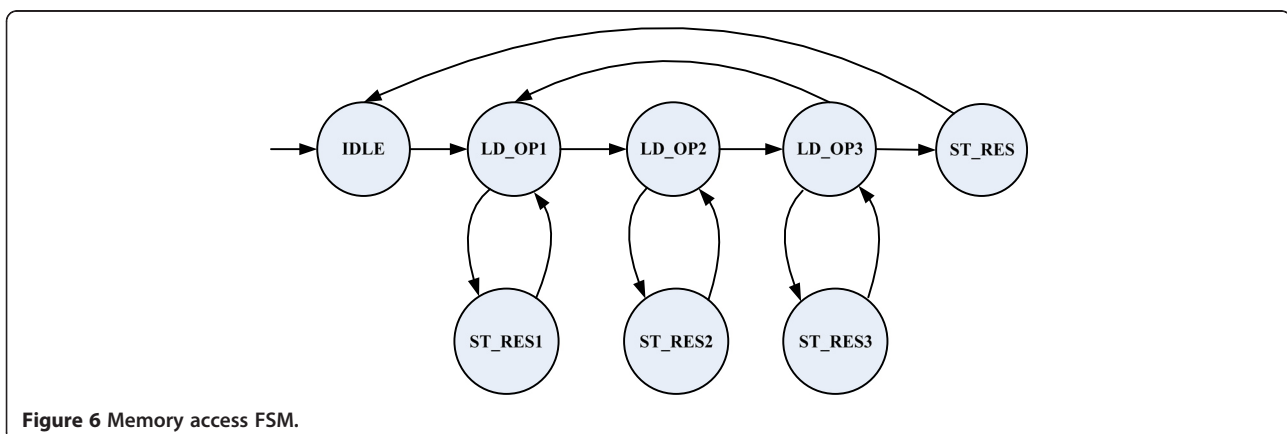 IDLE
LD_OP1
LD_OP2
LD_OP3
ST_RES
ST_RES1
ST_RES2
ST_RES3
Figure 6 Memory access FSM.